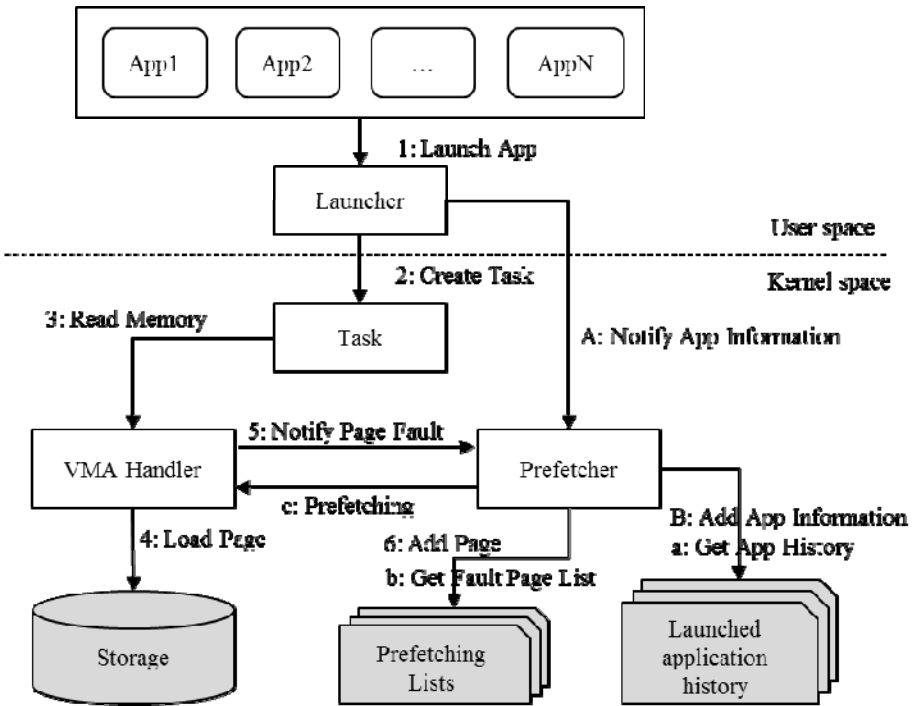 App1 App2 ... AppN
1: Launch App
Launcher
User space
2: Create Task
Kernel space
3: Read Memory
Task
A: Notify App Information
5: Notify Page Fault
VMA Handler
Prefetcher
c: Prefetching
4: Load Page
6: Add Page
B: Add App Information
b: Get Fault Page List
a: Get App History
Storage
Prefetching
Lists
Launched
application
history